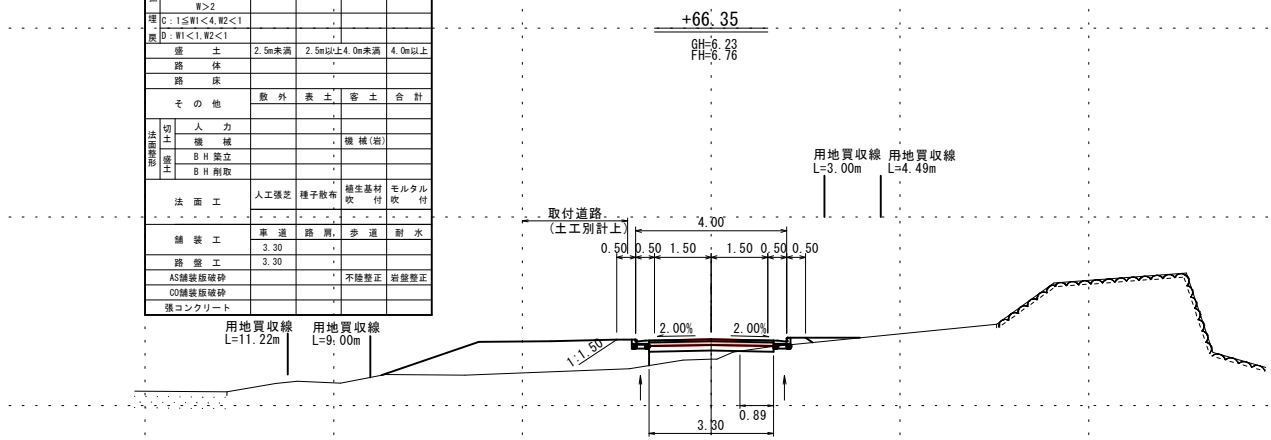 W>2
埋 C:1≦W1<4,W2<1
戻 D:W1<1,W2<1
盛 土 2.5m未満 2.5m以上4.0m未満 4.0m以上
路 体
路 床
その他 敷外 表土 客土 合計
法面整形 切土 人力
機械 機械(岩)
盛土 BH築立
BH削取
法面工 人工張芝 種子散布 植生基材吹付 モルタル吹付
舗装工 車道 路肩 歩道 耐水
3.30
路盤工 3.30
AS舗装版破砕 不陸整正 岩盤整正
CO舗装版破砕
張コンクリート
+66.35
GH=6.23
FH=6.76
用地買収線 用地買収線
L=3.00m L=4.49m
取付道路
(土工別計上)
4.00
0.50 0.50 1.50 1.50 0.50 0.50
用地買収線 用地買収線
L=11.22m L=9.00m
2.00% 2.00%
1:1.50
0.89
3.30